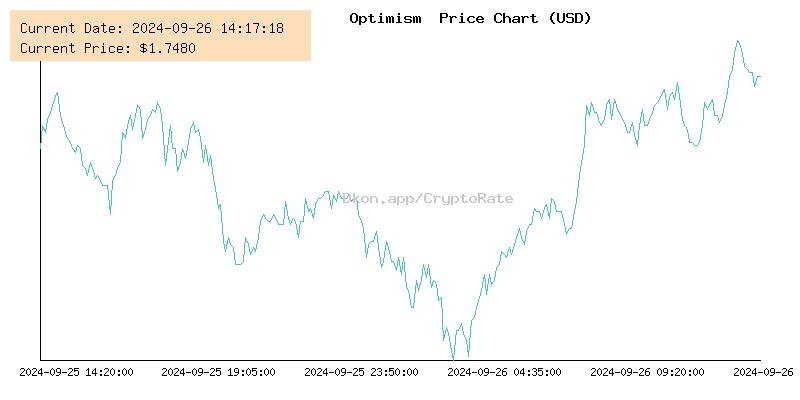 Optimism  Price Chart (USD)
Current Date: 2024-09-26 14:17:18
Current Price: $1.7480
Dkon.app/CryptoRate
2024-09-25 14:20:00 2024-09-25 19:05:00 2024-09-25 23:50:00 2024-09-26 04:35:00 2024-09-26 09:20:00 2024-09-26